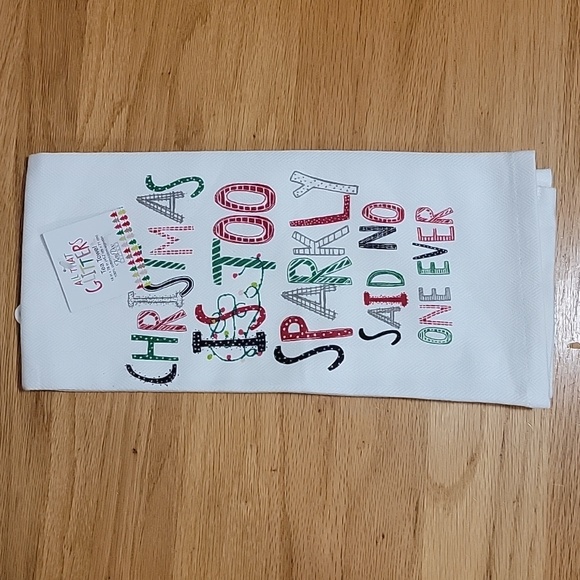 CHRISTMAS
IS TOO
SPARKLY
SAID NO
ONE EVER
ALL THAT
GLITTERS